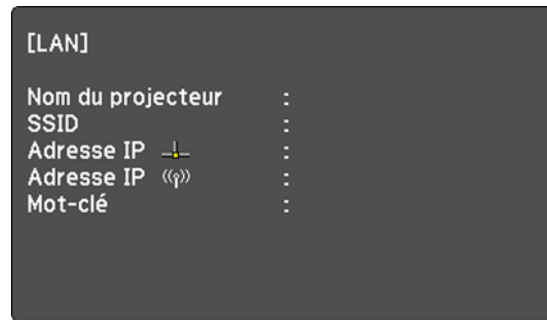 [LAN]
Nom du projecteur :
SSID :
Adresse IP :
Adresse IP :
Mot-clé :